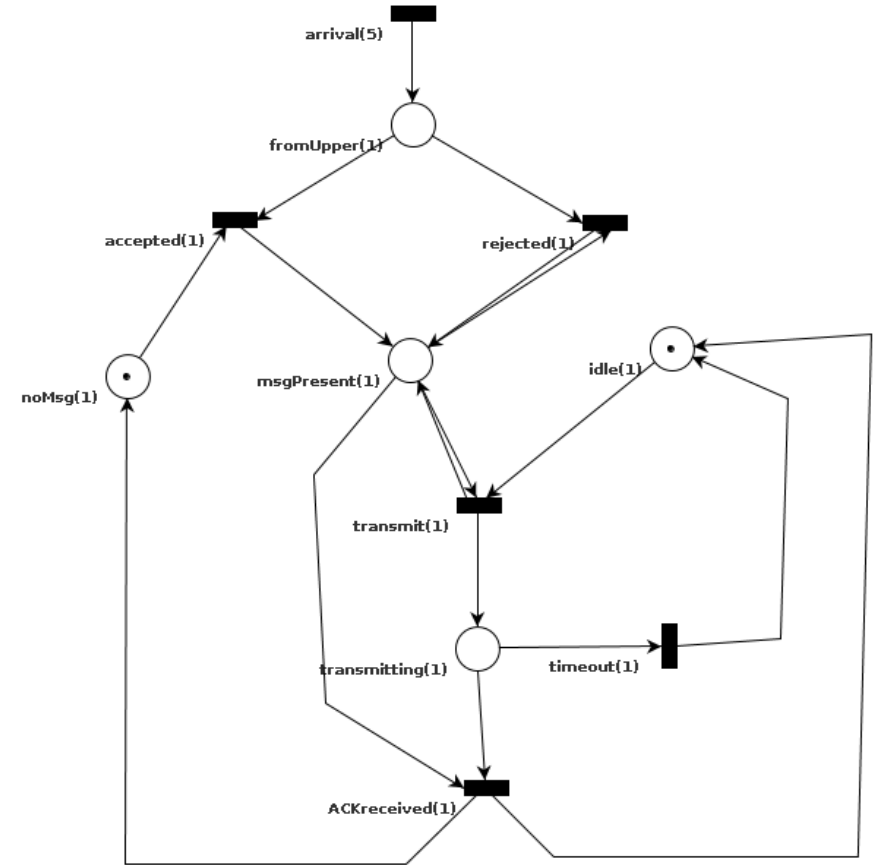 arrival(5)
fromUpper(1)
accepted(1)
rejected(1)
msgPresent(1)
idle(1)
noMsg(1)
transmit(1)
transmitting(1)
timeout(1)
ACKreceived(1)